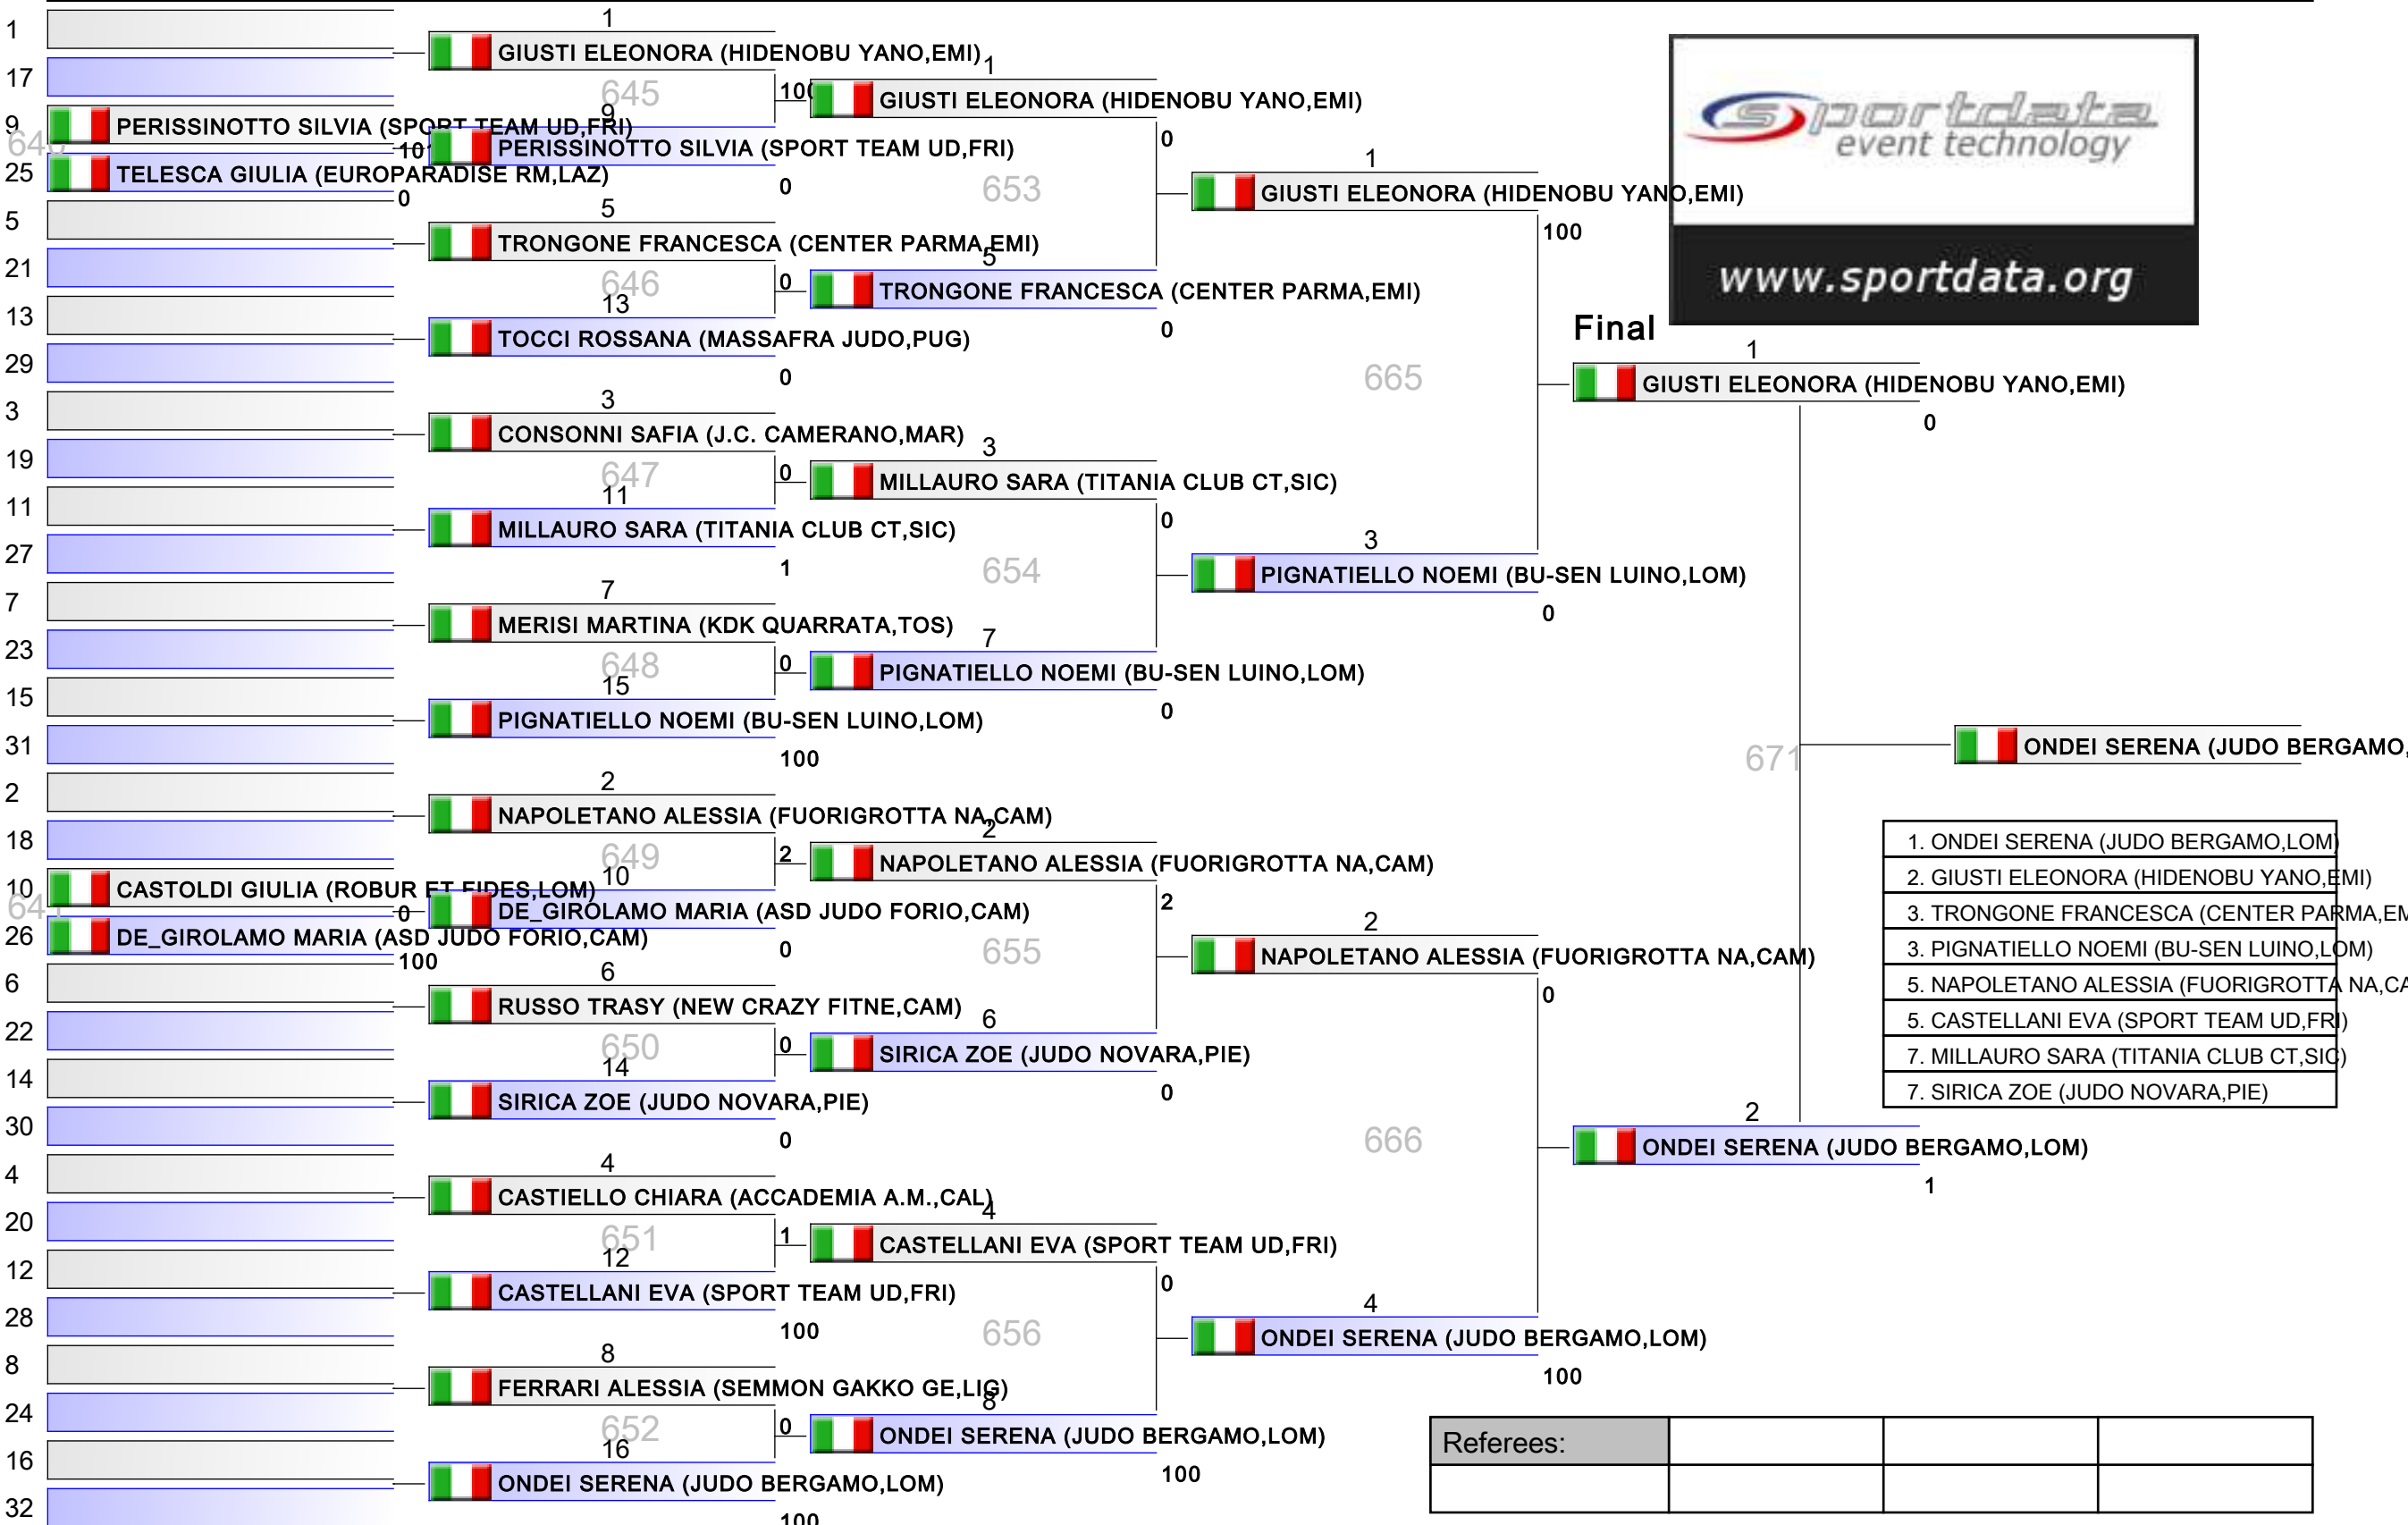 1
17
9
25
5
21
13
29
3
19
11
27
7
23
15
31
2
18
10
26
6
22
14
30
4
20
12
28
8
24
16
32
PERISSINOTTO SILVIA (SPORT TEAM UD,FRI)
TELESCA GIULIA (EUROPARADISE RM,LAZ)
0
CASTOLDI GIULIA (ROBUR ET FIDES,LOM)
0
DE_GIROLAMO MARIA (ASD JUDO FORIO,CAM)
100
1
GIUSTI ELEONORA (HIDENOBU YANO,EMI)
645
100
9
PERISSINOTTO SILVIA (SPORT TEAM UD,FRI)
0
5
TRONGONE FRANCESCA (CENTER PARMA,EMI)
646
0
13
TOCCI ROSSANA (MASSAFRA JUDO,PUG)
0
3
CONSONNI SAFIA (J.C. CAMERANO,MAR)
647
0
11
MILLAURO SARA (TITANIA CLUB CT,SIC)
1
7
MERISI MARTINA (KDK QUARRATA,TOS)
648
0
15
PIGNATIELLO NOEMI (BU-SEN LUINO,LOM)
100
2
NAPOLETANO ALESSIA (FUORIGROTTA NA,CAM)
649
2
10
DE_GIROLAMO MARIA (ASD JUDO FORIO,CAM)
0
6
RUSSO TRASY (NEW CRAZY FITNE,CAM)
650
0
14
SIRICA ZOE (JUDO NOVARA,PIE)
0
4
CASTIELLO CHIARA (ACCADEMIA A.M.,CAL)
651
1
12
CASTELLANI EVA (SPORT TEAM UD,FRI)
100
8
FERRARI ALESSIA (SEMMON GAKKO GE,LIG)
652
0
16
ONDEI SERENA (JUDO BERGAMO,LOM)
100
1
GIUSTI ELEONORA (HIDENOBU YANO,EMI)
0
653
5
TRONGONE FRANCESCA (CENTER PARMA,EMI)
0
3
MILLAURO SARA (TITANIA CLUB CT,SIC)
0
654
7
PIGNATIELLO NOEMI (BU-SEN LUINO,LOM)
0
2
NAPOLETANO ALESSIA (FUORIGROTTA NA,CAM)
2
655
6
SIRICA ZOE (JUDO NOVARA,PIE)
0
4
CASTELLANI EVA (SPORT TEAM UD,FRI)
0
656
8
ONDEI SERENA (JUDO BERGAMO,LOM)
100
1
GIUSTI ELEONORA (HIDENOBU YANO,EMI)
100
665
3
PIGNATIELLO NOEMI (BU-SEN LUINO,LOM)
0
2
NAPOLETANO ALESSIA (FUORIGROTTA NA,CAM)
0
666
4
ONDEI SERENA (JUDO BERGAMO,LOM)
100
sportdata
event technology
www.sportdata.org
Final
1
GIUSTI ELEONORA (HIDENOBU YANO,EMI)
0
671
2
ONDEI SERENA (JUDO BERGAMO,LOM)
1
ONDEI SERENA (JUDO BERGAMO,
1. ONDEI SERENA (JUDO BERGAMO,LOM)
2. GIUSTI ELEONORA (HIDENOBU YANO,EMI)
3. TRONGONE FRANCESCA (CENTER PARMA,EM
3. PIGNATIELLO NOEMI (BU-SEN LUINO,LOM)
5. NAPOLETANO ALESSIA (FUORIGROTTA NA,CA
5. CASTELLANI EVA (SPORT TEAM UD,FRI)
7. MILLAURO SARA (TITANIA CLUB CT,SIC)
7. SIRICA ZOE (JUDO NOVARA,PIE)
Referees: